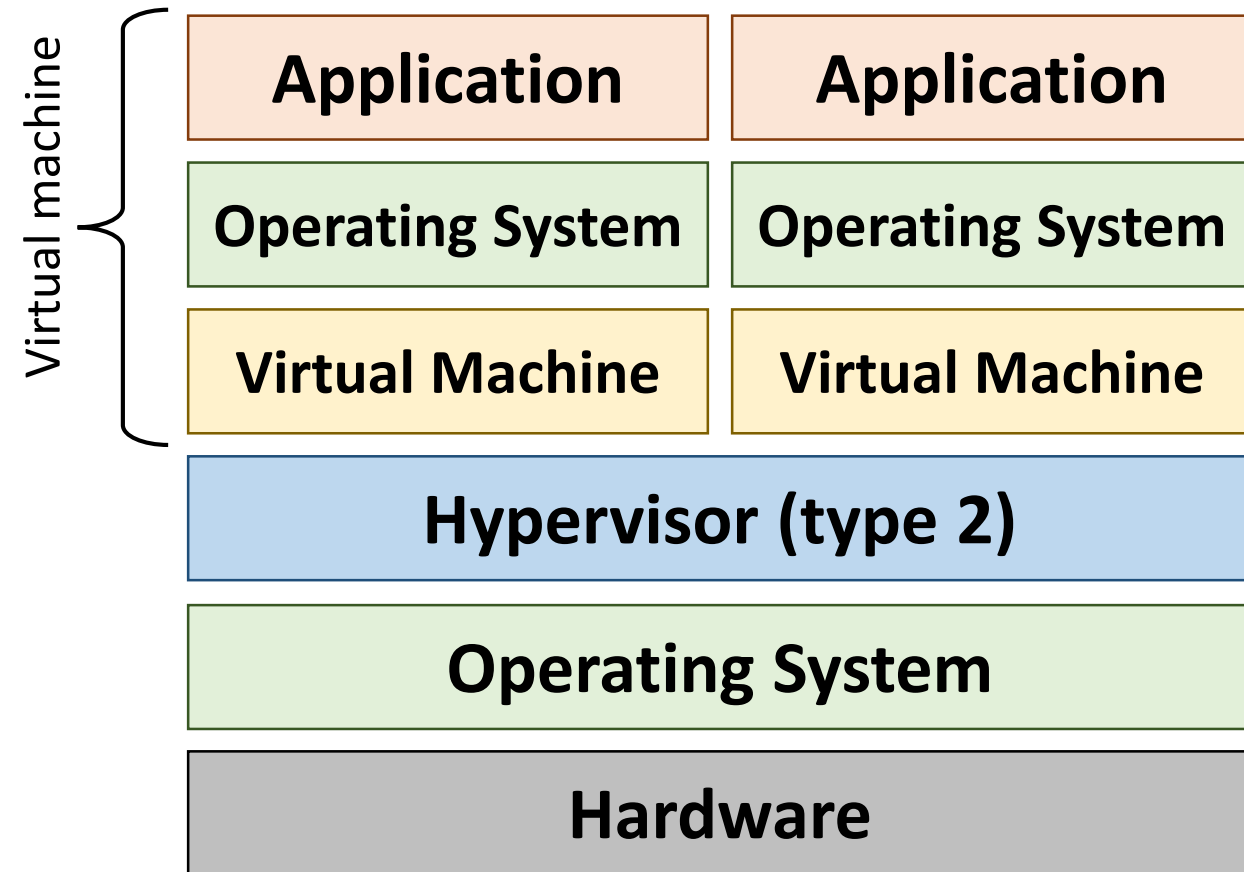 Virtual machine
Application
Application
Operating System
Operating System
Virtual Machine
Virtual Machine
Hypervisor (type 2)
Operating System
Hardware